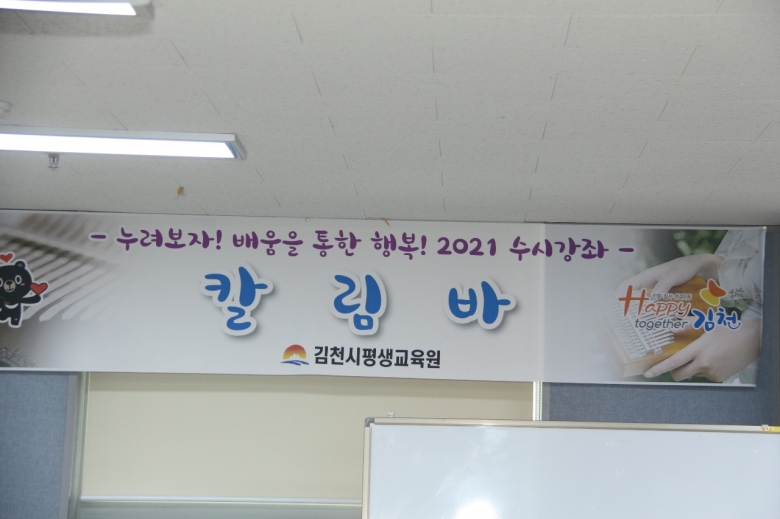 - 누려보자! 배움을 통한 행복! 2021 수시강좌 -
칼림바
김천시평생교육원
Happy
together 김천